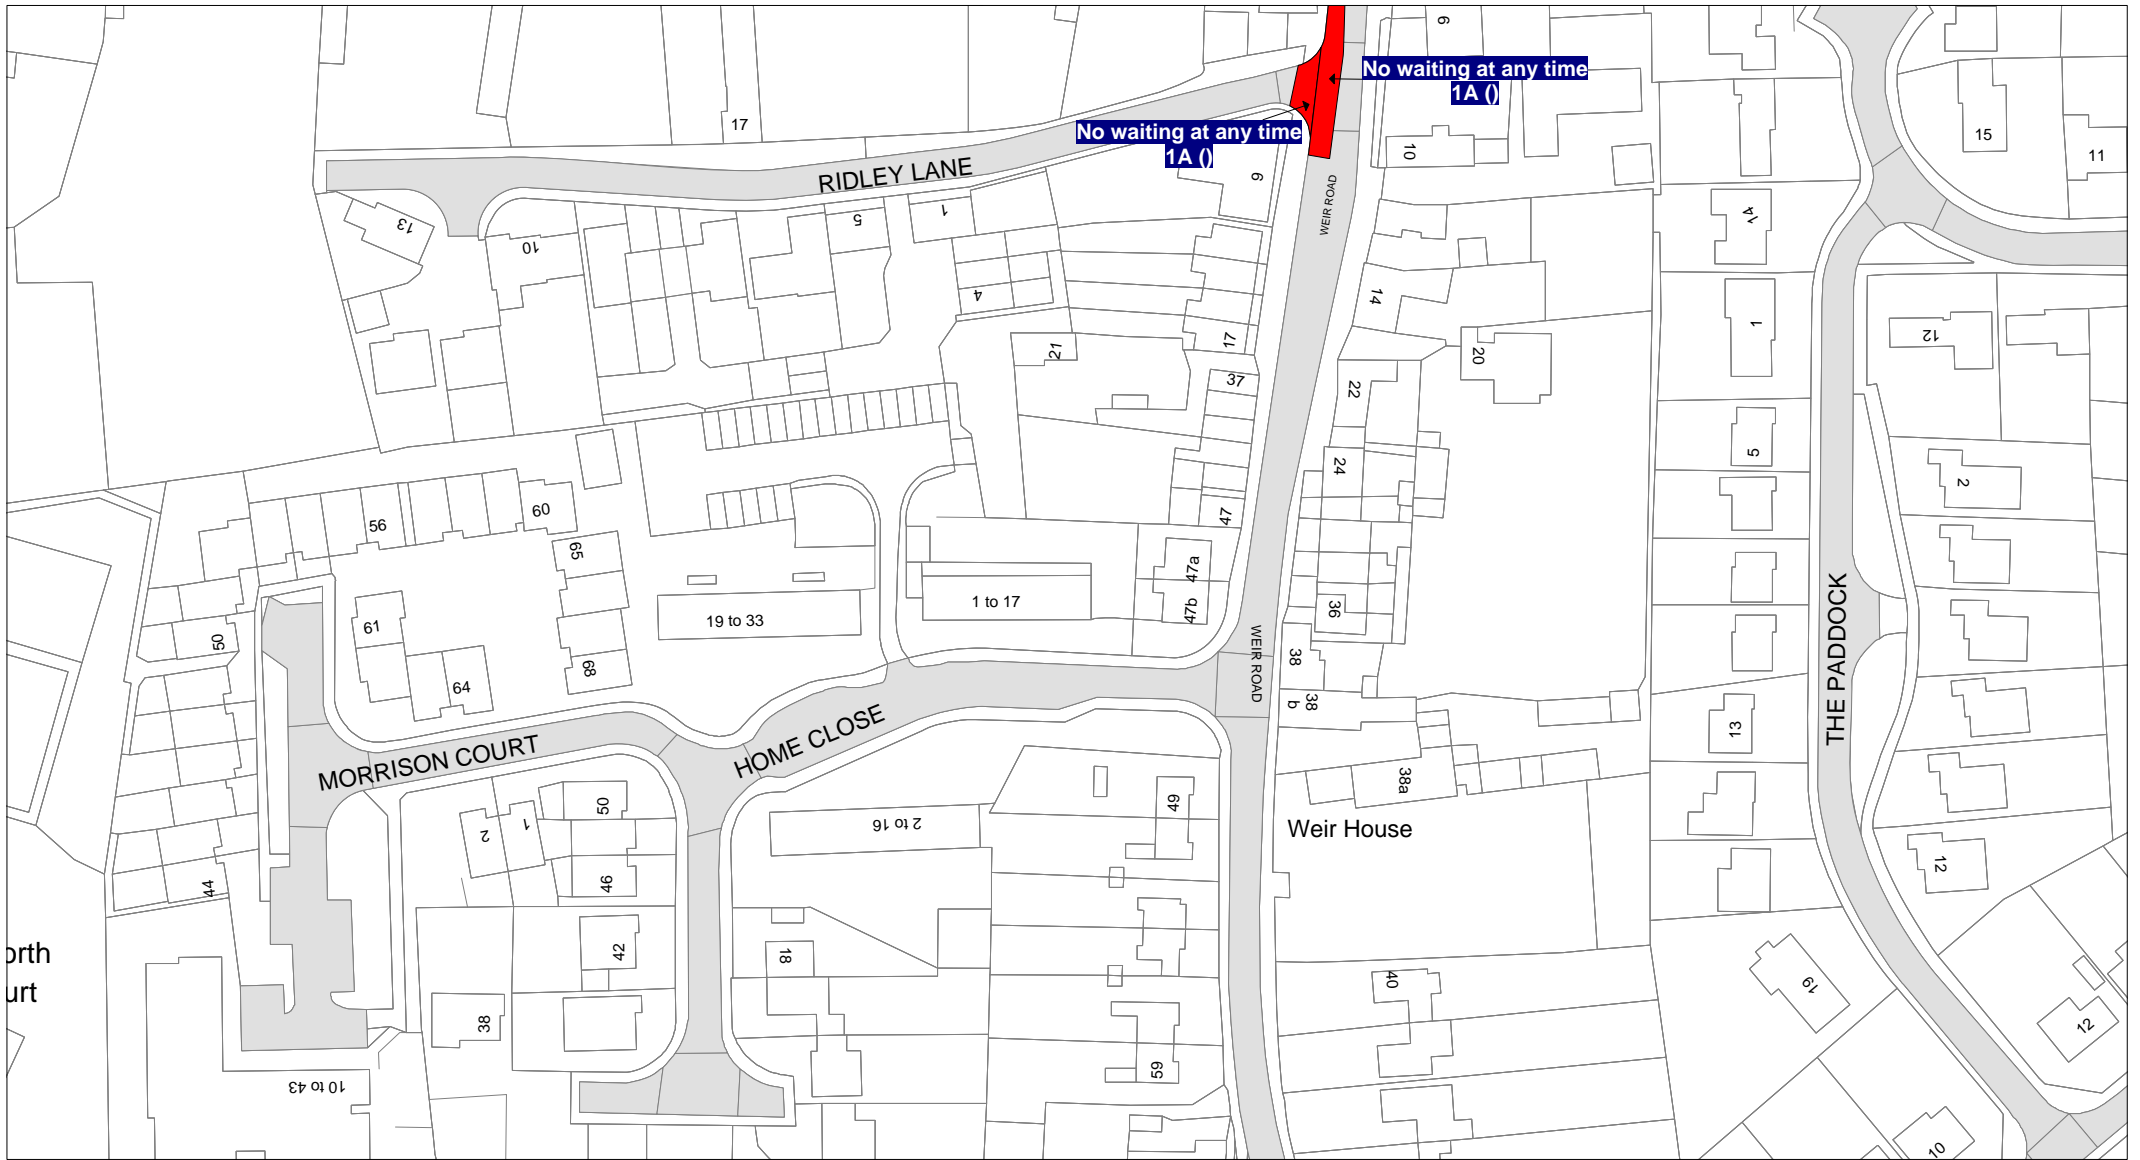 6
No waiting at any time
1A ()
No waiting at any time
1A ()
17
10
15
11
RIDLEY LANE
9
WEIR ROAD
13
10
5
1
4
14
14
1
12
21
17
37
20
22
24
5
2
56
60
65
47
47a
47b
1 to 17
19 to 33
36
38
38
b
38a
Weir House
50
61
64
68
WEIR ROAD
THE PADDOCK
13
HOME CLOSE
MORRISON COURT
2
1
50
46
2 to 16
49
12
44
42
18
40
19
orth
urt
38
59
12
10 to 43
10